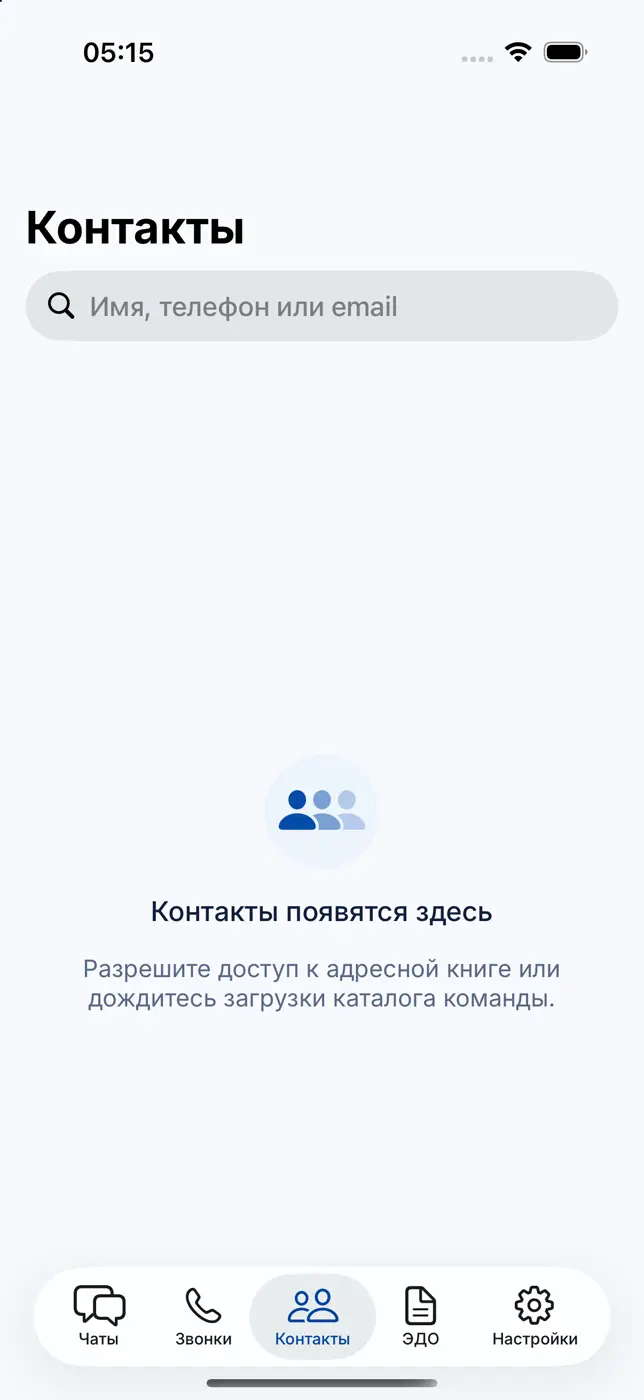 05:15
Контакты
Имя, телефон или email
Контакты появятся здесь
Разрешите доступ к адресной книге или
дождитесь загрузки каталога команды.
Чаты
Звонки
Контакты
ЭДО
Настройки